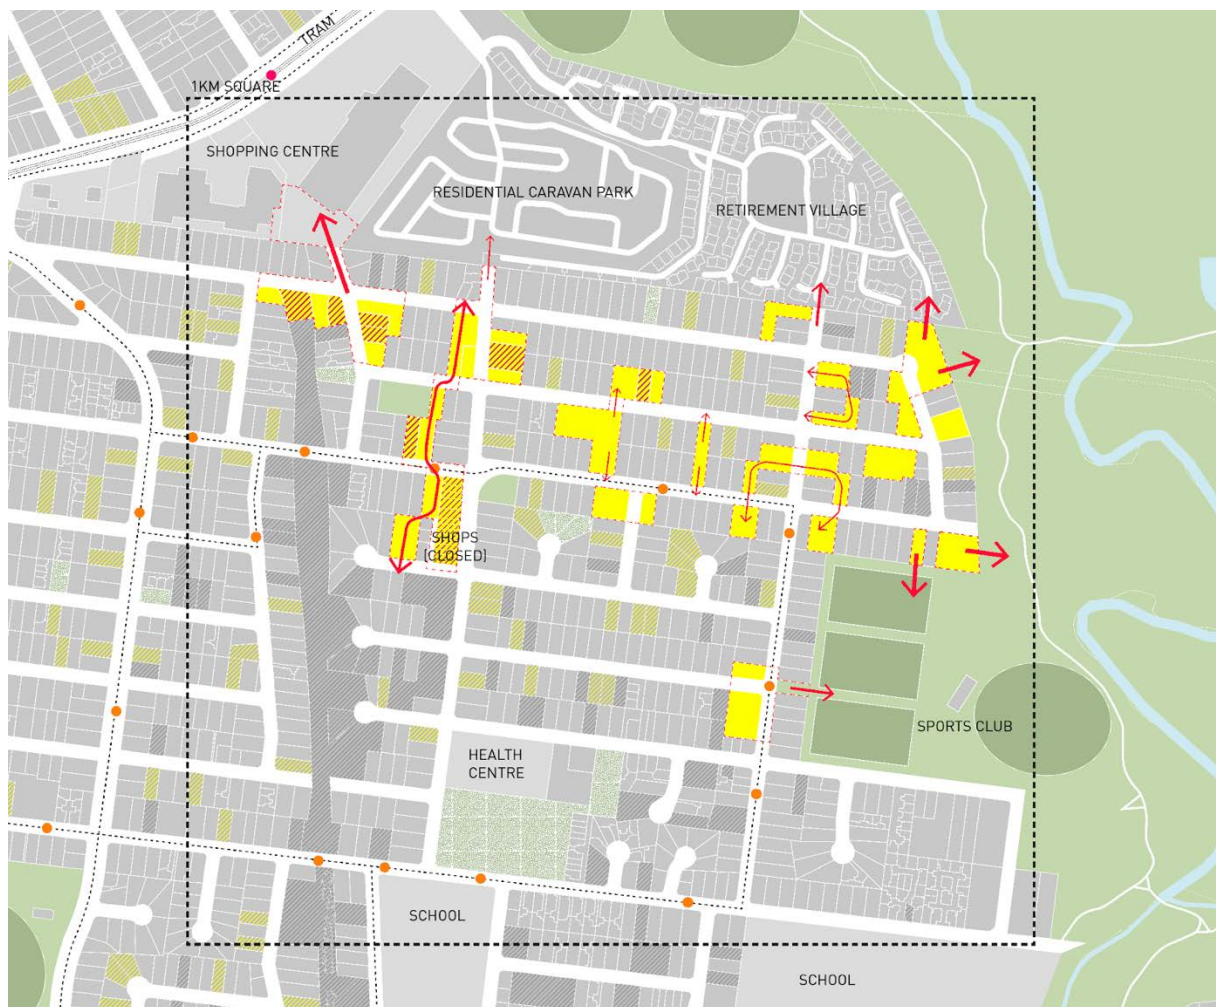 TRAM
1KM SQUARE
SHOPPING CENTRE
RESIDENTIAL CARAVAN PARK
RETIREMENT VILLAGE
SHOPS
[CLOSED]
SPORTS CLUB
HEALTH
CENTRE
SCHOOL
SCHOOL